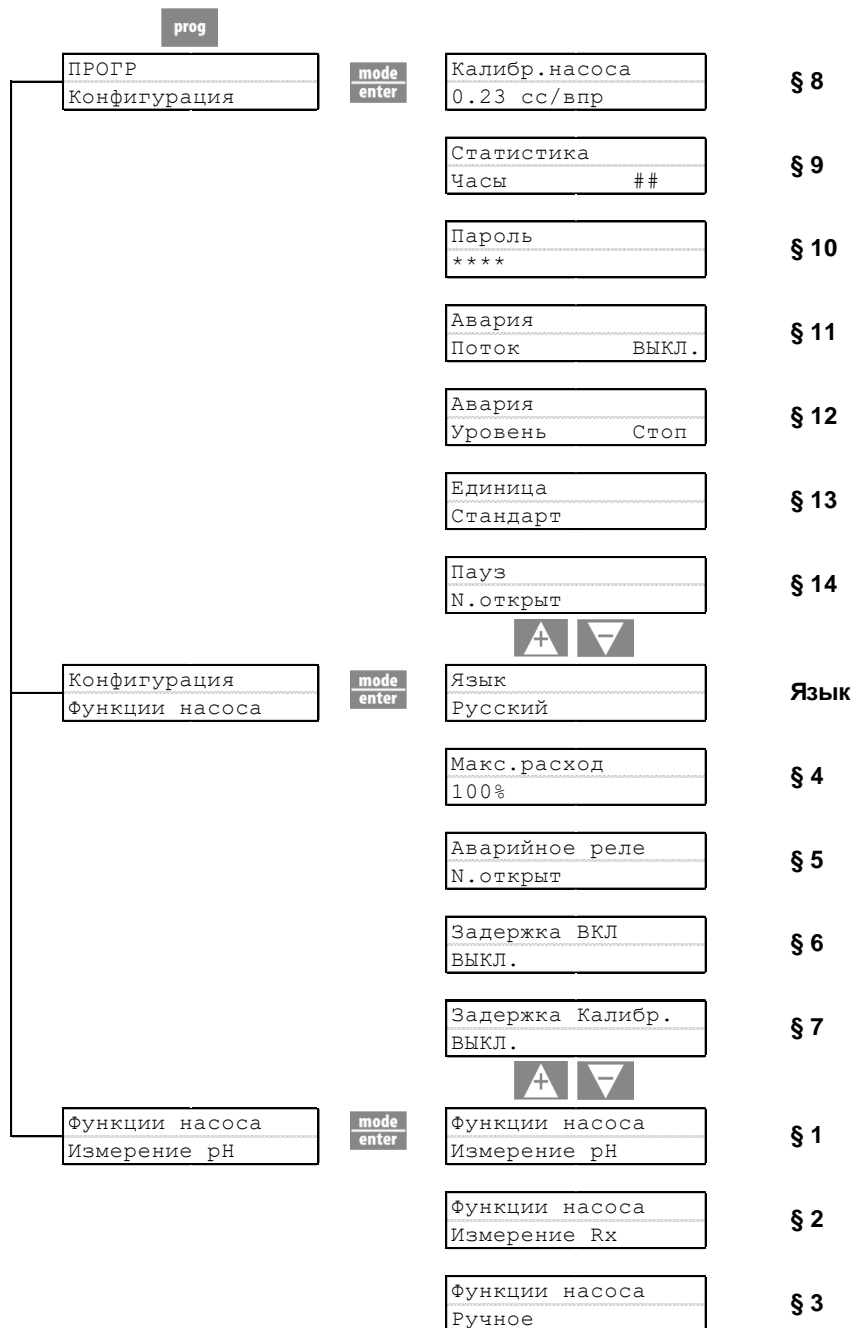 prog
ПРОГР
Конфигурация
mode
enter
Калибр.насоса
0.23 сс/впр
§ 8
Статистика
Часы ##
§ 9
Пароль
****
§ 10
Авария
Поток ВЫКЛ.
§ 11
Авария
Уровень Стоп
§ 12
Единица
Стандарт
§ 13
Пауз
N.открыт
§ 14
+ −
Конфигурация
Функции насоса
mode
enter
Язык
Русский
Язык
Макс.расход
100%
§ 4
Аварийное реле
N.открыт
§ 5
Задержка ВКЛ
ВЫКЛ.
§ 6
Задержка Калибр.
ВЫКЛ.
§ 7
+ −
Функции насоса
Измерение pH
mode
enter
Функции насоса
Измерение pH
§ 1
Функции насоса
Измерение Rx
§ 2
Функции насоса
Ручное
§ 3